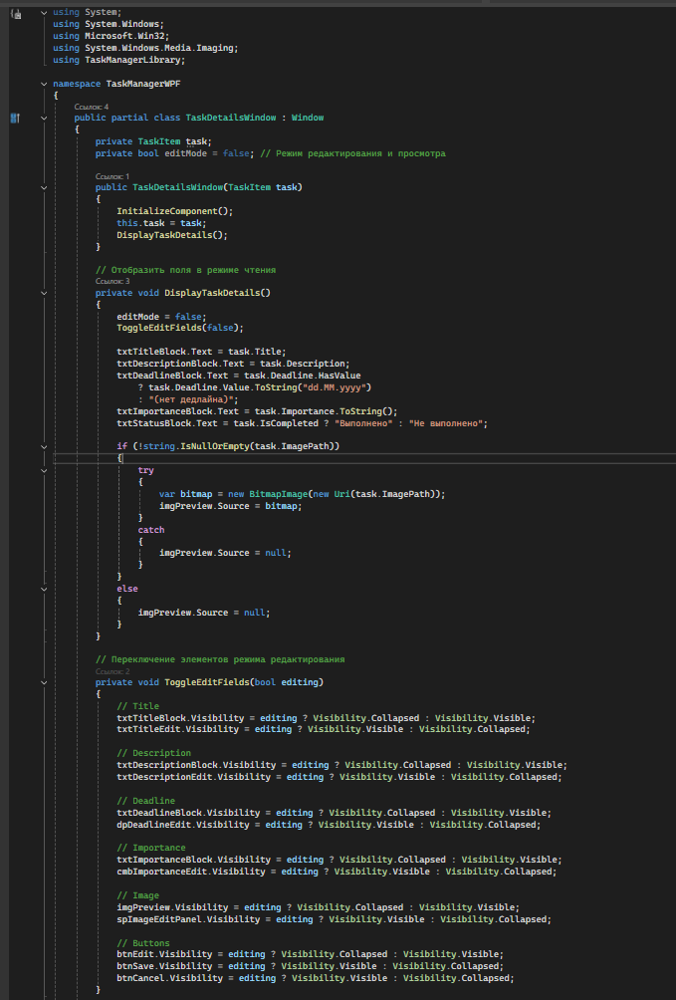 using System;
using System.Windows;
using Microsoft.Win32;
using System.Windows.Media.Imaging;
using TaskManagerLibrary;
namespace TaskManagerWPF
{
Ссылок: 4
public partial class TaskDetailsWindow : Window
{
private TaskItem task;
private bool editMode = false; // Режим редактирования и просмотра
Ссылок: 1
public TaskDetailsWindow(TaskItem task)
{
InitializeComponent();
this.task = task;
DisplayTaskDetails();
}
// Отобразить поля в режиме чтения
Ссылок: 3
private void DisplayTaskDetails()
{
editMode = false;
ToggleEditFields(false);
txtTitleBlock.Text = task.Title;
txtDescriptionBlock.Text = task.Description;
txtDeadlineBlock.Text = task.Deadline.HasValue
? task.Deadline.Value.ToString("dd.MM.yyyy")
: "(нет дедлайна)";
txtImportanceBlock.Text = task.Importance.ToString();
txtStatusBlock.Text = task.IsCompleted ? "Выполнено" : "Не выполнено";
if (!string.IsNullOrEmpty(task.ImagePath))
{
try
{
var bitmap = new BitmapImage(new Uri(task.ImagePath));
imgPreview.Source = bitmap;
}
catch
{
imgPreview.Source = null;
}
}
else
{
imgPreview.Source = null;
}
}
// Переключение элементов режима редактирования
Ссылок: 2
private void ToggleEditFields(bool editing)
{
// Title
txtTitleBlock.Visibility = editing ? Visibility.Collapsed : Visibility.Visible;
txtTitleEdit.Visibility = editing ? Visibility.Visible : Visibility.Collapsed;
// Description
txtDescriptionBlock.Visibility = editing ? Visibility.Collapsed : Visibility.Visible;
txtDescriptionEdit.Visibility = editing ? Visibility.Visible : Visibility.Collapsed;
// Deadline
txtDeadlineBlock.Visibility = editing ? Visibility.Collapsed : Visibility.Visible;
dpDeadlineEdit.Visibility = editing ? Visibility.Visible : Visibility.Collapsed;
// Importance
txtImportanceBlock.Visibility = editing ? Visibility.Collapsed : Visibility.Visible;
cmbImportanceEdit.Visibility = editing ? Visibility.Visible : Visibility.Collapsed;
// Image
imgPreview.Visibility = editing ? Visibility.Collapsed : Visibility.Visible;
spImageEditPanel.Visibility = editing ? Visibility.Visible : Visibility.Collapsed;
// Buttons
btnEdit.Visibility = editing ? Visibility.Collapsed : Visibility.Visible;
btnSave.Visibility = editing ? Visibility.Visible : Visibility.Collapsed;
btnCancel.Visibility = editing ? Visibility.Visible : Visibility.Collapsed;
}